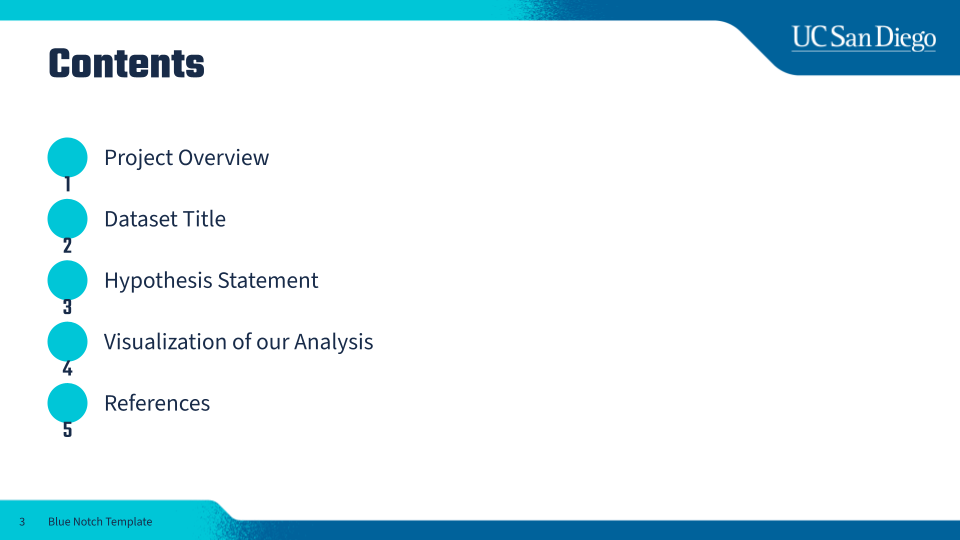 UC San Diego
Contents
Project Overview
1
Dataset Title
2
Hypothesis Statement
3
Visualization of our Analysis
4
References
5
3 Blue Notch Template